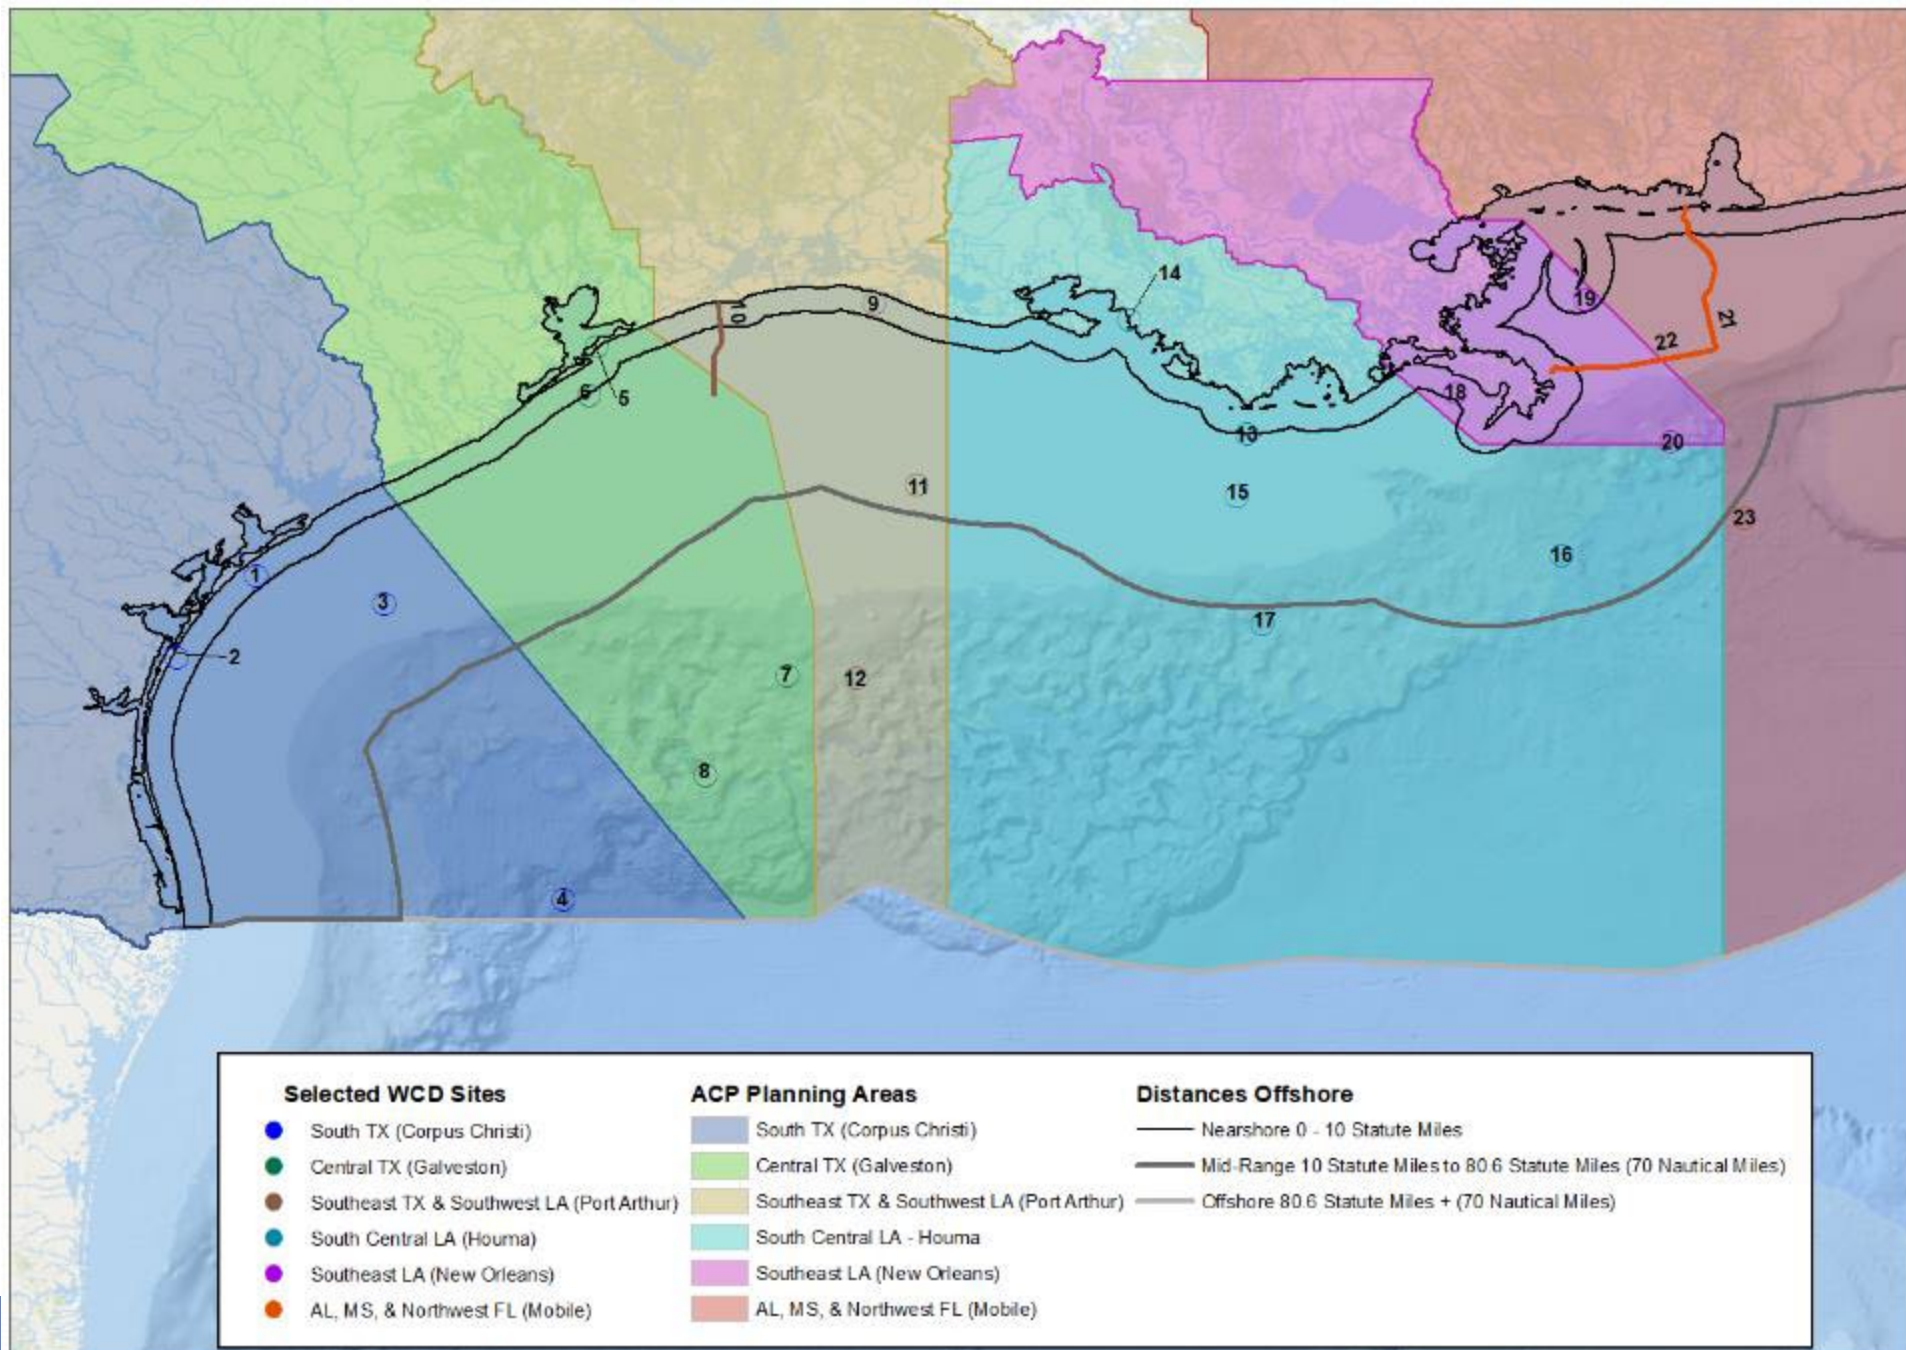 14
9
10
19
21
22
6
5
18
13
20
11
15
23
16
1
3
17
2
7
12
8
4
Selected WCD Sites
South TX (Corpus Christi)
Central TX (Galveston)
Southeast TX & Southwest LA (Port Arthur)
South Central LA (Houma)
Southeast LA (New Orleans)
AL, MS, & Northwest FL (Mobile)
ACP Planning Areas
South TX (Corpus Christi)
Central TX (Galveston)
Southeast TX & Southwest LA (Port Arthur)
South Central LA - Houma
Southeast LA (New Orleans)
AL, MS, & Northwest FL (Mobile)
Distances Offshore
Nearshore 0 - 10 Statute Miles
Mid-Range 10 Statute Miles to 80.6 Statute Miles (70 Nautical Miles)
Offshore 80.6 Statute Miles + (70 Nautical Miles)